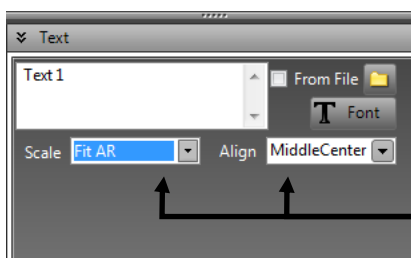 Text
Text 1
From File
T Font
Scale Fit AR Align MiddleCenter